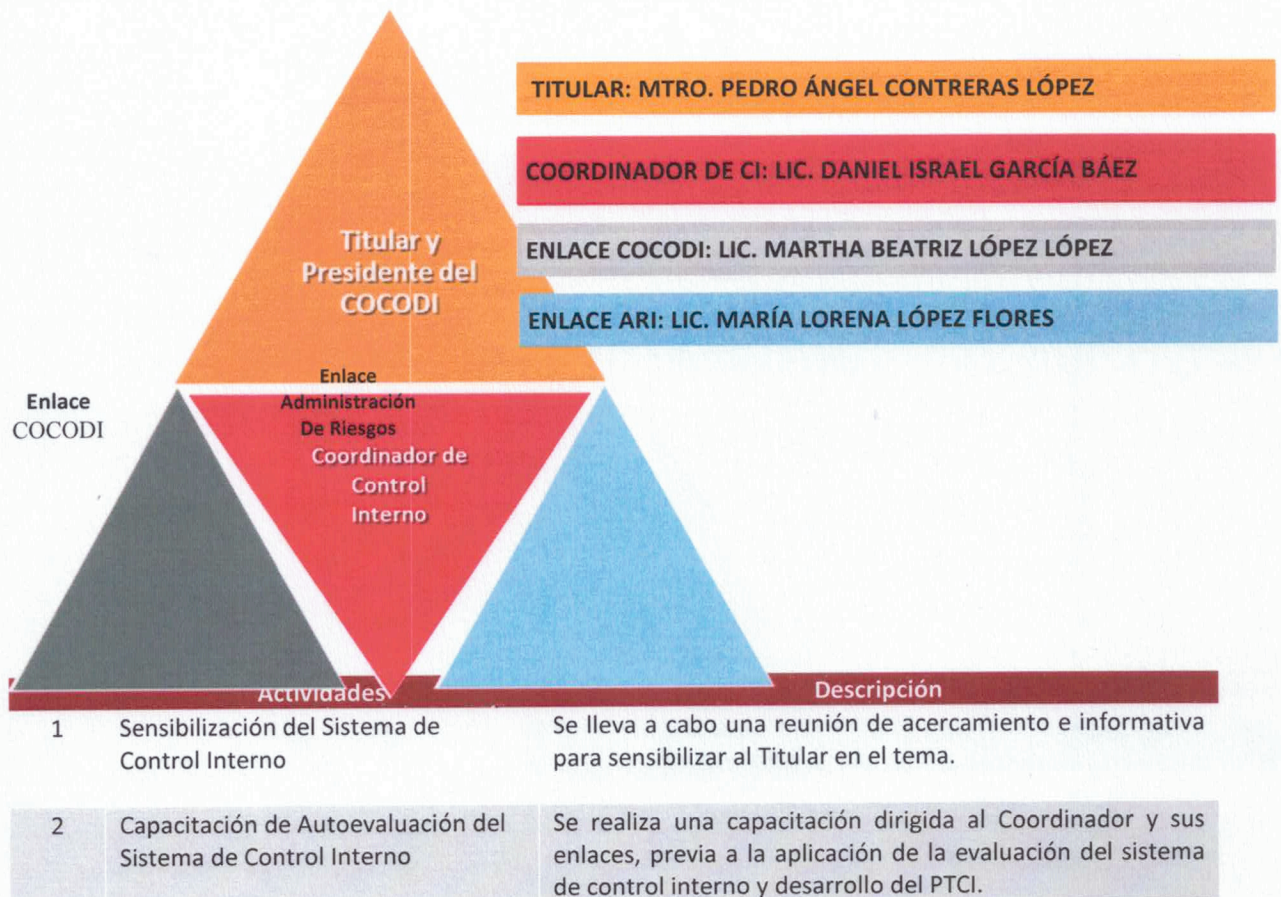 TITULAR: MTRO. PEDRO ÁNGEL CONTRERAS LÓPEZ
COORDINADOR DE CI: LIC. DANIEL ISRAEL GARCÍA BÁEZ
ENLACE COCODI: LIC. MARTHA BEATRIZ LÓPEZ LÓPEZ
ENLACE ARI: LIC. MARÍA LORENA LÓPEZ FLORES
Titular y
Presidente del
COCODI
Enlace
COCODI
Enlace
Administración
De Riesgos
Coordinador de
Control
Interno
Actividades Descripción
1 Sensibilización del Sistema de Se lleva a cabo una reunión de acercamiento e informativa
Control Interno para sensibilizar al Titular en el tema.
2 Capacitación de Autoevaluación del Se realiza una capacitación dirigida al Coordinador y sus
Sistema de Control Interno enlaces, previa a la aplicación de la evaluación del sistema
de control interno y desarrollo del PTCI.